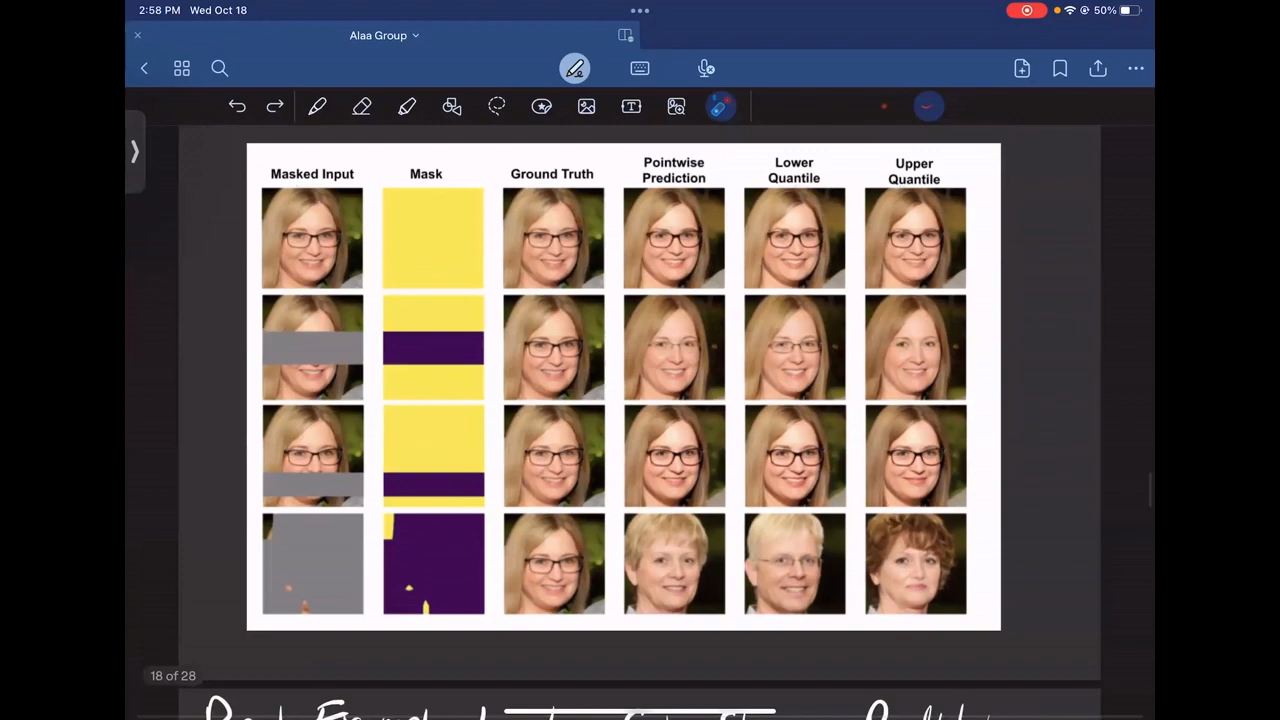 2:58 PM Wed Oct 18
50%
Alaa Group
Masked Input
Mask
Ground Truth
Pointwise
Prediction
Lower
Quantile
Upper
Quantile
18 of 28